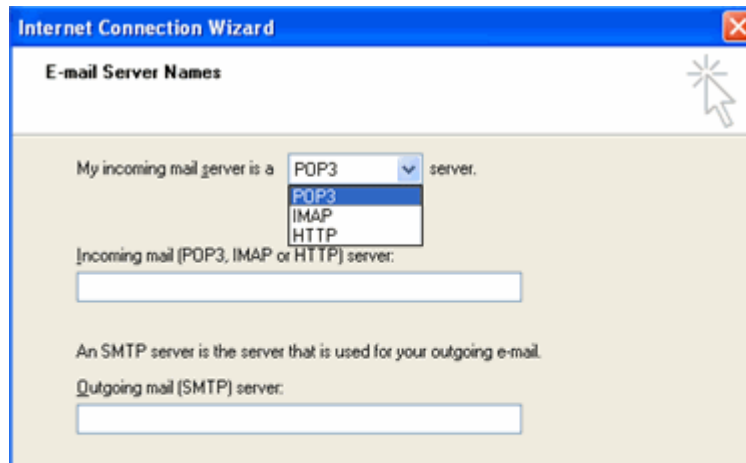 Internet Connection Wizard
E-mail Server Names
My incoming mail server is a POP3 server.
POP3
IMAP
HTTP
Incoming mail (POP3, IMAP or HTTP) server:
An SMTP server is the server that is used for your outgoing e-mail.
Outgoing mail (SMTP) server: